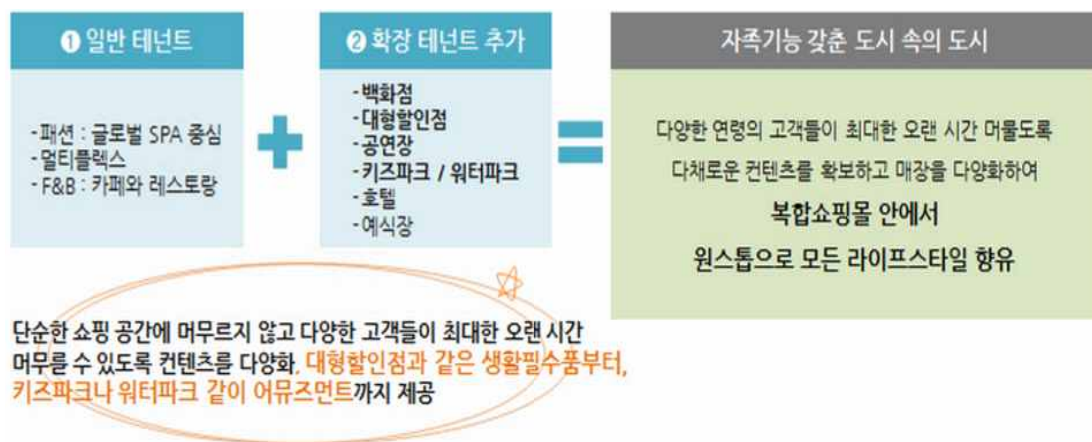 ❶ 일반 테넌트
- 패션 : 글로벌 SPA 중심
- 멀티플렉스
- F&B : 카페와 레스토랑
❷ 확장 테넌트 추가
- 백화점
- 대형할인점
- 공연장
- 키즈파크 / 워터파크
- 호텔
- 예식장
자족기능 갖춘 도시 속의 도시
다양한 연령의 고객들이 최대한 오랜 시간 머물도록
다채로운 컨텐츠를 확보하고 매장을 다양화하여
복합쇼핑몰 안에서
원스톱으로 모든 라이프스타일 향유
단순한 쇼핑 공간에 머무르지 않고 다양한 고객들이 최대한 오랜 시간
머무를 수 있도록 컨텐츠를 다양화, 대형할인점과 같은 생활필수품부터,
키즈파크나 워터파크 같이 어뮤즈먼트까지 제공